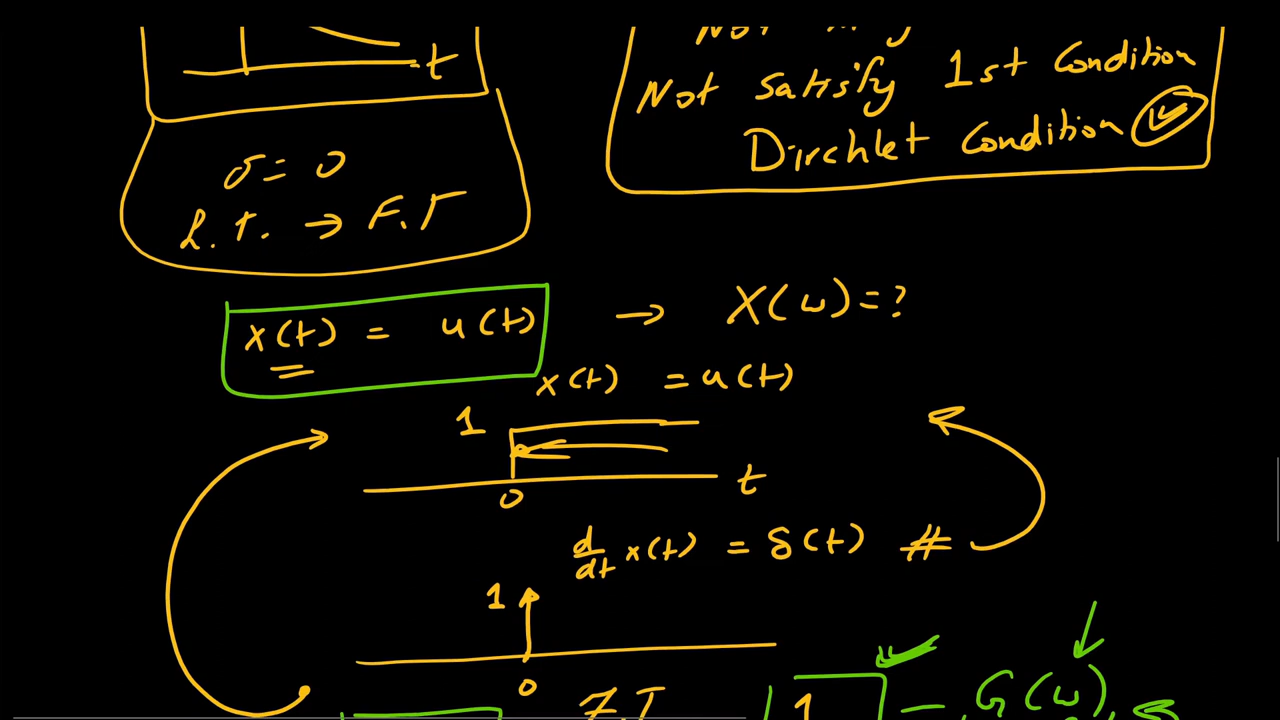 t
Not Satisfy 1st Condition
Dirchlet Condition
σ = 0
L.T. → F.T
x(t) = u(t) → X(ω) = ?
x(t) = u(t)
1
0
t
d/dt x(t) = δ(t) #
1
0
1 — G(ω)